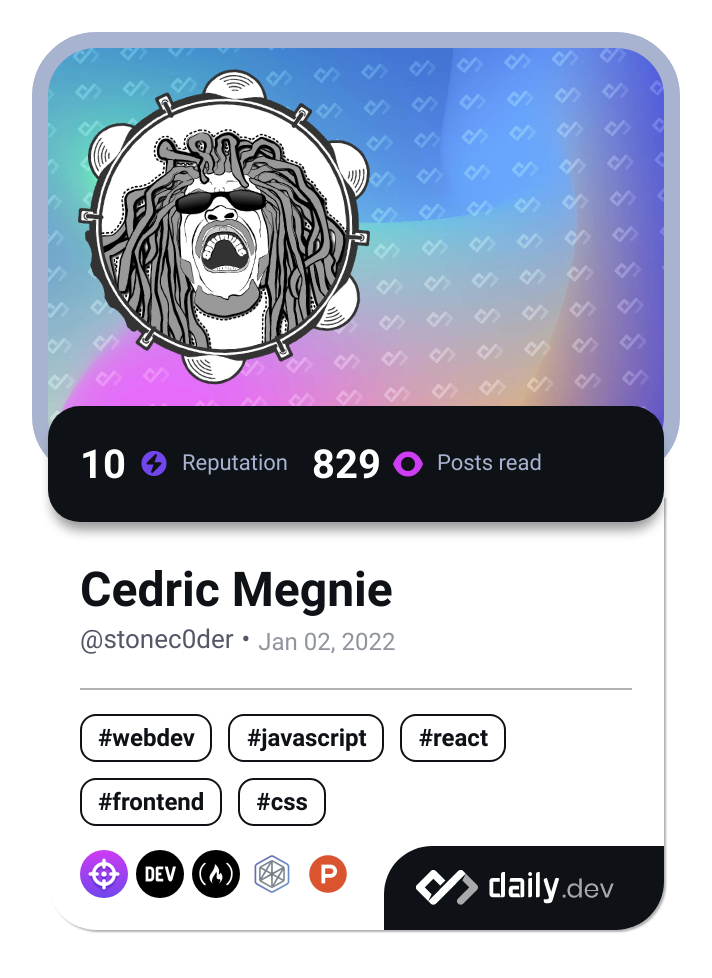 10 Reputation 829 Posts read
Cedric Megnie
@stonec0der • Jan 02, 2022
#webdev #javascript #react
#frontend #css
DEV P daily.dev